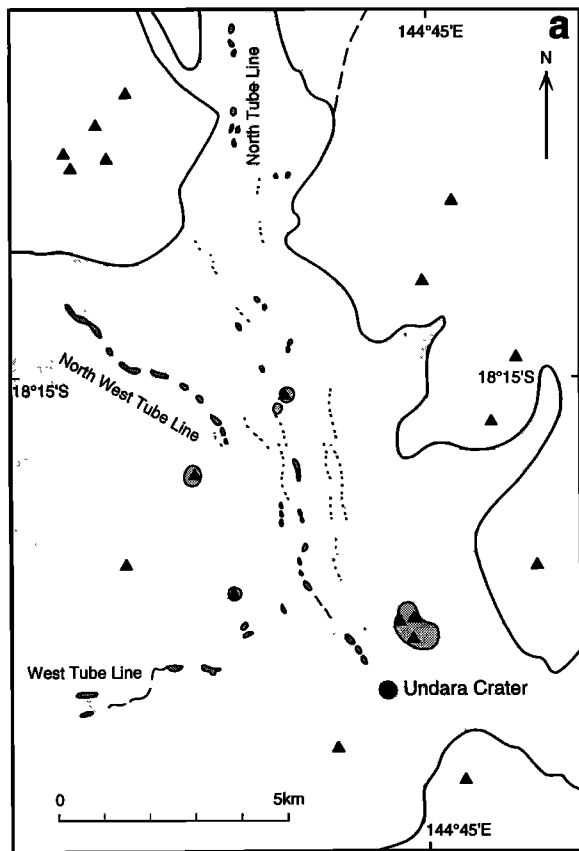 a
144°45'E
N
North Tube Line
North West Tube Line
18°15'S
18°15'S
West Tube Line
Undara Crater
0
5km
144°45'E